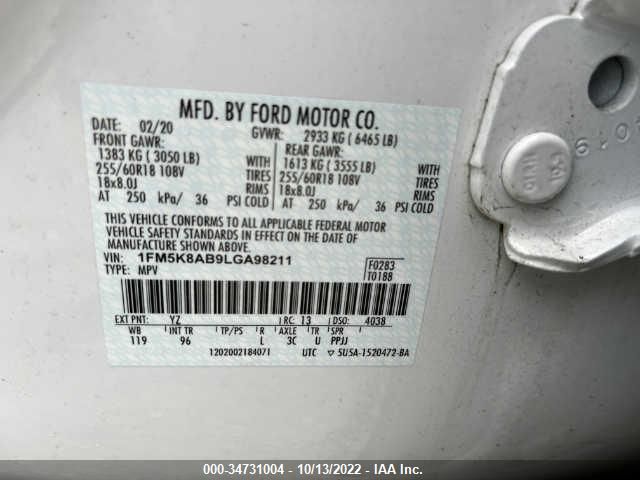 MFD. BY FORD MOTOR CO.
DATE: 02/20 GVWR: 2933 KG ( 6465 LB)
FRONT GAWR: REAR GAWR:
1383 KG ( 3050 LB) 1613 KG ( 3555 LB)
255/60R18 108V TIRES 255/60R18 108V TIRES
18x8.0J RIMS 18x8.0J RIMS
AT 250 kPa/ 36 PSI COLD AT 250 kPa/ 36 PSI COLD
THIS VEHICLE CONFORMS TO ALL APPLICABLE FEDERAL MOTOR
VEHICLE SAFETY STANDARDS IN EFFECT ON THE DATE OF
MANUFACTURE SHOWN ABOVE.
VIN: 1FM5K8AB9LGA98211 F0283
TYPE: MPV T0188
EXT PNT: YZ RC: 13 DSO: 4038
WB INT TR TP/PS R AXLE TR SPR
119 96 L 3C U PPJJ
1202002184071 UTC 5U5A-1520472-BA
000-34731004 - 10/13/2022 - IAA Inc.